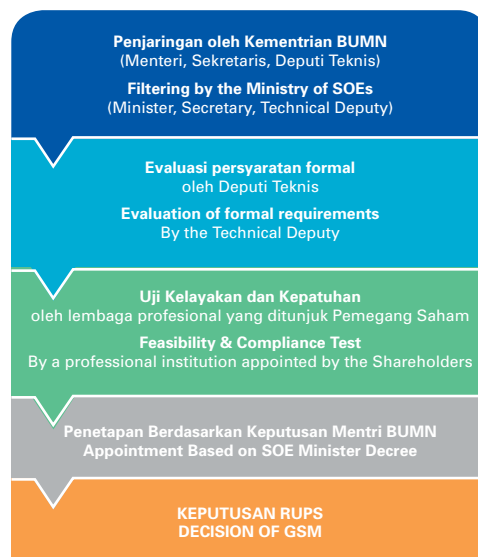 Penjaringan oleh Kementrian BUMN
(Menteri, Sekretaris, Deputi Teknis)
Filtering by the Ministry of SOEs
(Minister, Secretary, Technical Deputy)
Evaluasi persyaratan formal
oleh Deputi Teknis
Evaluation of formal requirements
By the Technical Deputy
Uji Kelayakan dan Kepatuhan
oleh lembaga profesional yang ditunjuk Pemegang Saham
Feasibility & Compliance Test
By a professional institution appointed by the Shareholders
Penetapan Berdasarkan Keputusan Mentri BUMN
Appointment Based on SOE Minister Decree
KEPUTUSAN RUPS
DECISION OF GSM